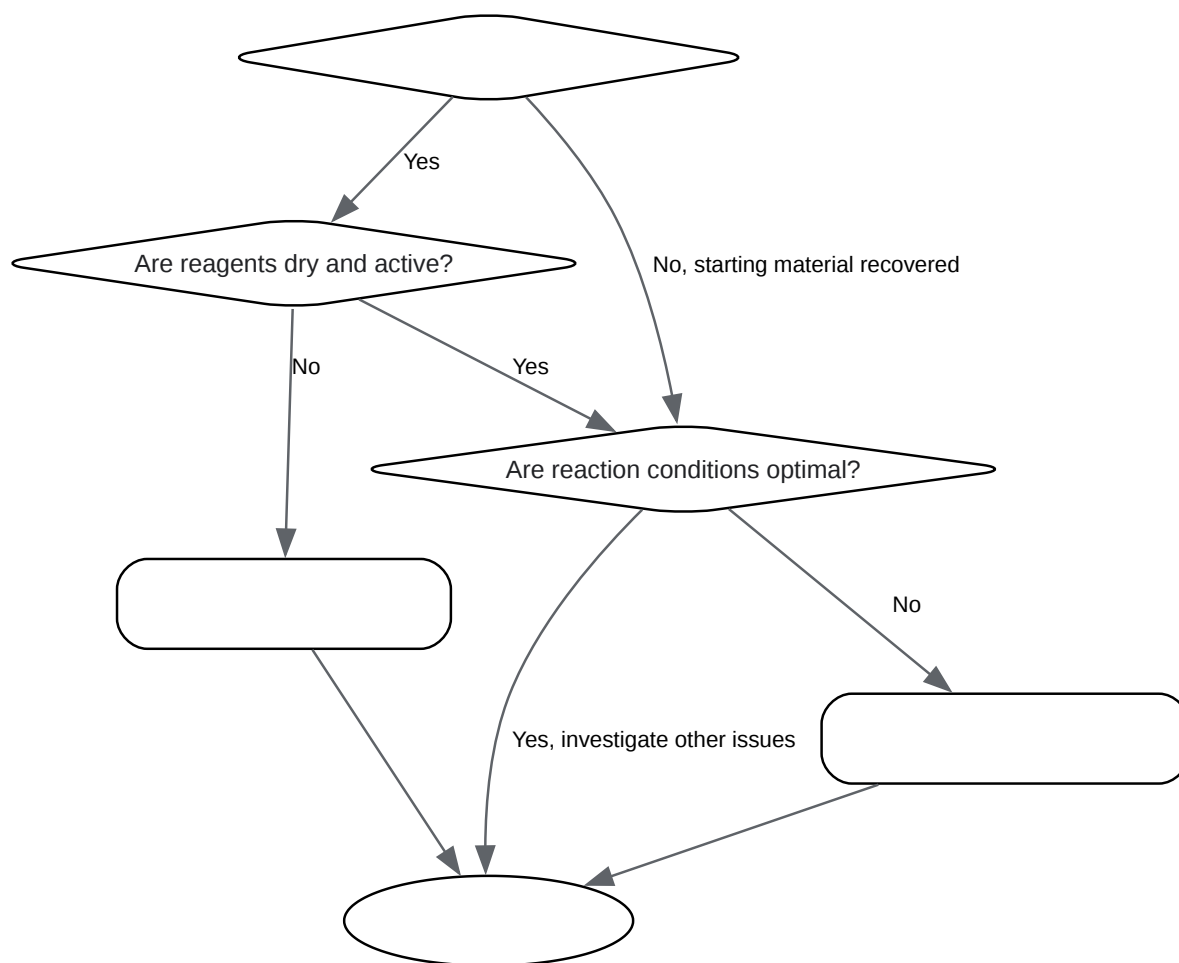 Yes
Are reagents dry and active?
No, starting material recovered
No
Yes
Are reaction conditions optimal?
No
Yes, investigate other issues